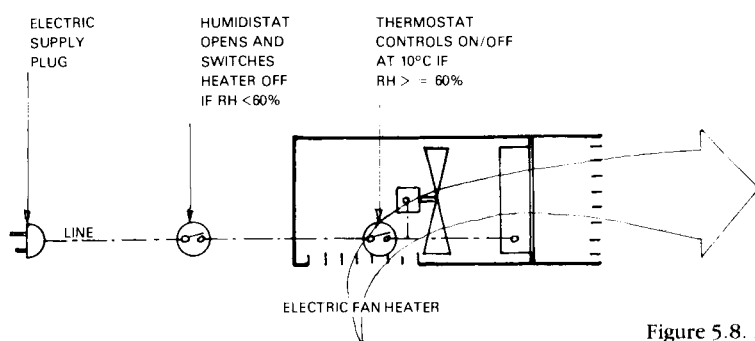 ELECTRIC
SUPPLY
PLUG
HUMIDISTAT
OPENS AND
SWITCHES
HEATER OFF
IF RH <60%
THERMOSTAT
CONTROLS ON/OFF
AT 10°C IF
RH > = 60%
LINE
ELECTRIC FAN HEATER
Figure 5.8.